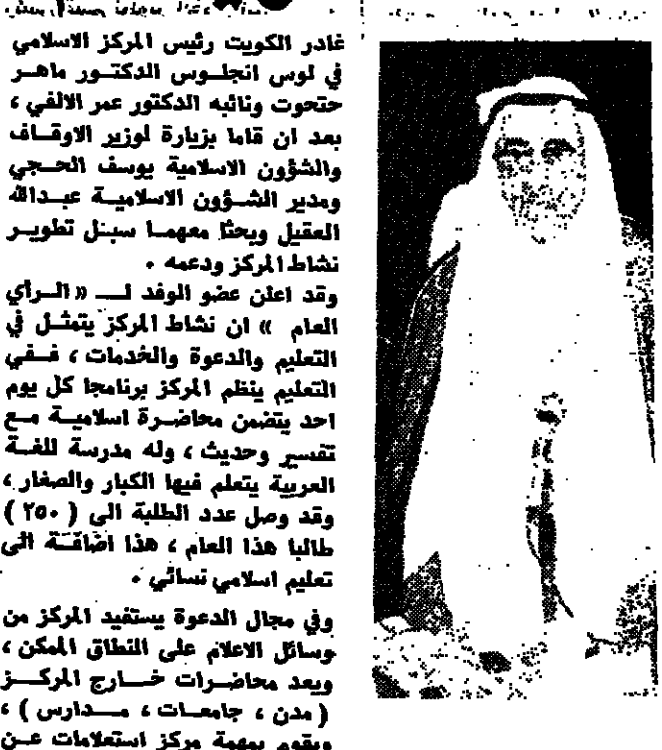 غادر الكويت رئيس المركز الاسلامي
في لوس انجلوس الدكتور ماهر
حتحوت ونائبه الدكتور عمر الالفي ،
بعد ان قاما بزيارة لوزير الاوقاف
والشؤون الاسلامية يوسف الحجي
ومدير الشؤون الاسلامية عبدالله
العقيل وبحثا معهما سبل تطوير
نشاط المركز ودعمه .
وقد اعلن عضو الوفد لـ « الرأي
العام » ان نشاط المركز يتمثل في
التعليم والدعوة والخدمات ، ففي
التعليم ينظم المركز برنامجا كل يوم
احد يتضمن محاضرة اسلامية مع
تفسير وحديث ، وله مدرسة للغة
العربية يتعلم فيها الكبار والصغار ،
وقد وصل عدد الطلبة الى ( ٢٥٠ )
طالبا هذا العام ، هذا اضافة الى
تعليم اسلامي نسائي .
وفي مجال الدعوة يستفيد المركز من
وسائل الاعلام على النطاق الممكن ،
ويعد محاضرات خارج المركز
( مدن ، جامعات ، مدارس ) ،
ويقوم بمهمة مركز استعلامات عن